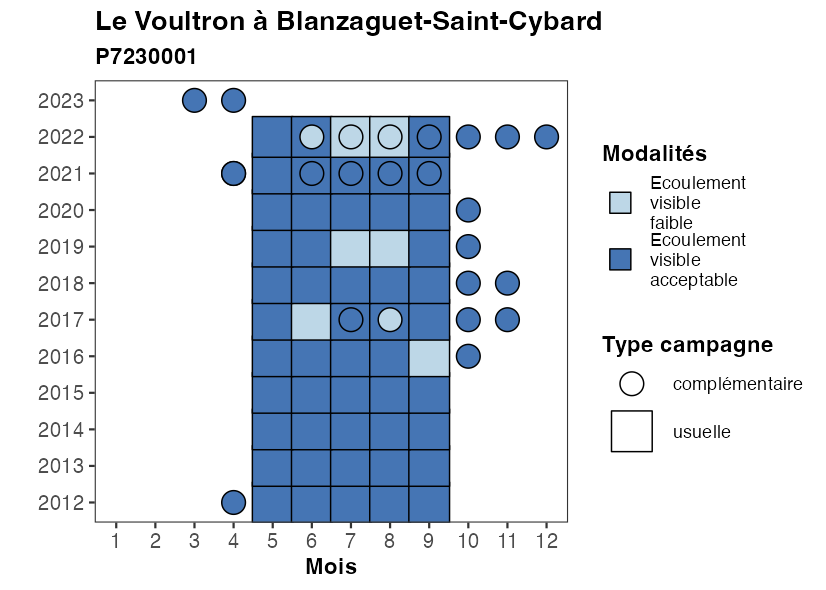 Le Voultron à Blanzaguet-Saint-Cybard
P7230001
2023
2022
2021
2020
2019
2018
2017
2016
2015
2014
2013
2012
1 2 3 4 5 6 7 8 9 10 11 12
Mois
Modalités
Ecoulement
visible
faible
Ecoulement
visible
acceptable
Type campagne
complémentaire
usuelle